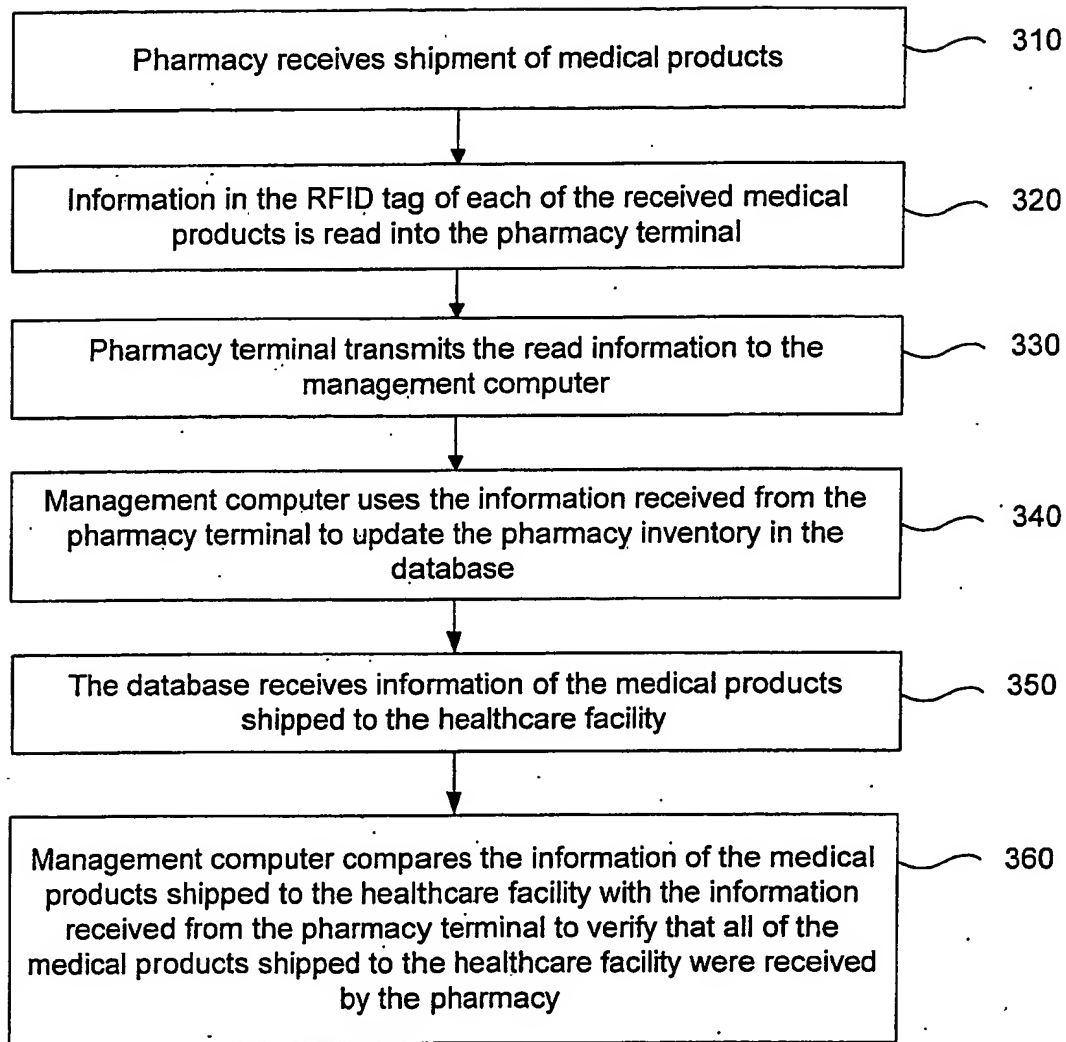 Pharmacy receives shipment of medical products
310
Information in the RFID tag of each of the received medical
products is read into the pharmacy terminal
320
Pharmacy terminal transmits the read information to the
management computer
330
Management computer uses the information received from the
pharmacy terminal to update the pharmacy inventory in the
database
340
The database receives information of the medical products
shipped to the healthcare facility
350
Management computer compares the information of the medical
products shipped to the healthcare facility with the information
received from the pharmacy terminal to verify that all of the
medical products shipped to the healthcare facility were received
by the pharmacy
360